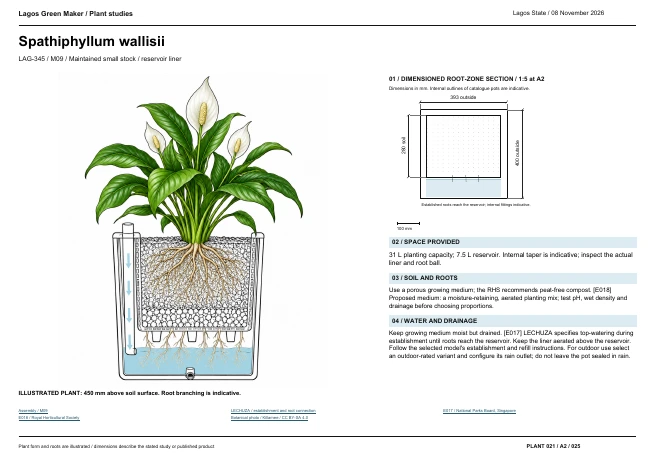 Lagos Green Maker / Plant studies
Lagos State / 08 November 2026
Spathiphyllum wallisii
LAG-345 / M09 / Maintained small stock / reservoir liner
01 / DIMENSIONED ROOT-ZONE SECTION / 1:5 at A2
Dimensions in mm. Internal outlines of catalogue pots are indicative.
393 outside
280 soil
400 outside
Established roots reach the reservoir; internal fittings indicative.
100 mm
02 / SPACE PROVIDED
31 L planting capacity; 7.5 L reservoir. Internal taper is indicative; inspect the actual
liner and root ball.
03 / SOIL AND ROOTS
Use a porous growing medium; the RHS recommends peat-free compost. [E018]
Proposed medium: a moisture-retaining, aerated planting mix; test pH, wet density and
drainage before choosing proportions.
04 / WATER AND DRAINAGE
Keep growing medium moist but drained. [E017] LECHUZA specifies top-watering during
establishment until roots reach the reservoir. Keep the liner aerated above the reservoir.
Follow the selected model's establishment and refill instructions. For outdoor use select
an outdoor-rated variant and configure its rain outlet; do not leave the pot sealed in rain.
ILLUSTRATED PLANT: 450 mm above soil surface. Root branching is indicative.
Assembly / M09
E018 / Royal Horticultural Society
LECHUZA / establishment and root connection
Botanical photo / Killarnee / CC BY-SA 4.0
E017 / National Parks Board, Singapore
Plant form and roots are illustrated / dimensions describe the stated study or published product
PLANT 021 / A2 / 025